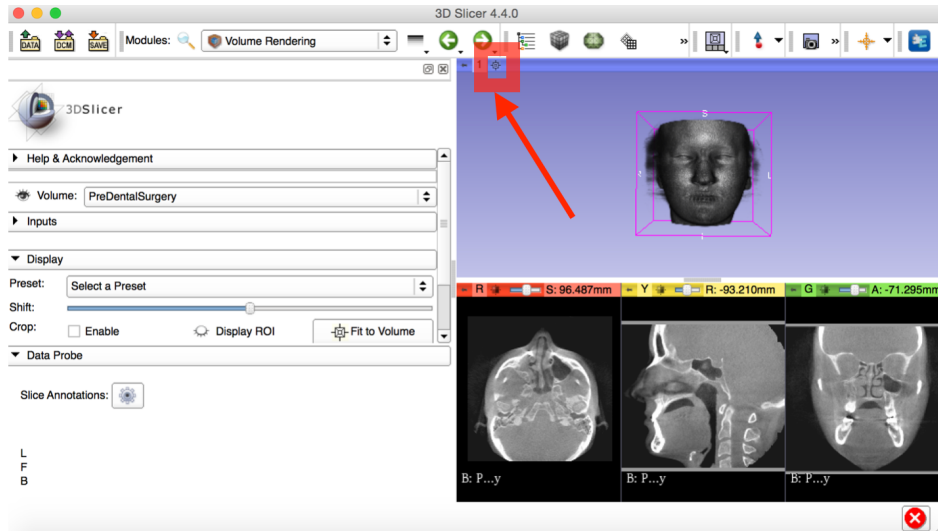 3D Slicer 4.4.0
DATA DCM SAVE Modules: Volume Rendering » »
1
3DSlicer
Help & Acknowledgement
Volume: PreDentalSurgery
Inputs
Display
Preset: Select a Preset
Shift:
Crop: Enable Display ROI Fit to Volume
Data Probe
Slice Annotations:
L
F
B
S
L
I
R S: 96.487mm
Y R: -93.210mm
G A: -71.295mm
B: P...y
B: P...y
B: P...y